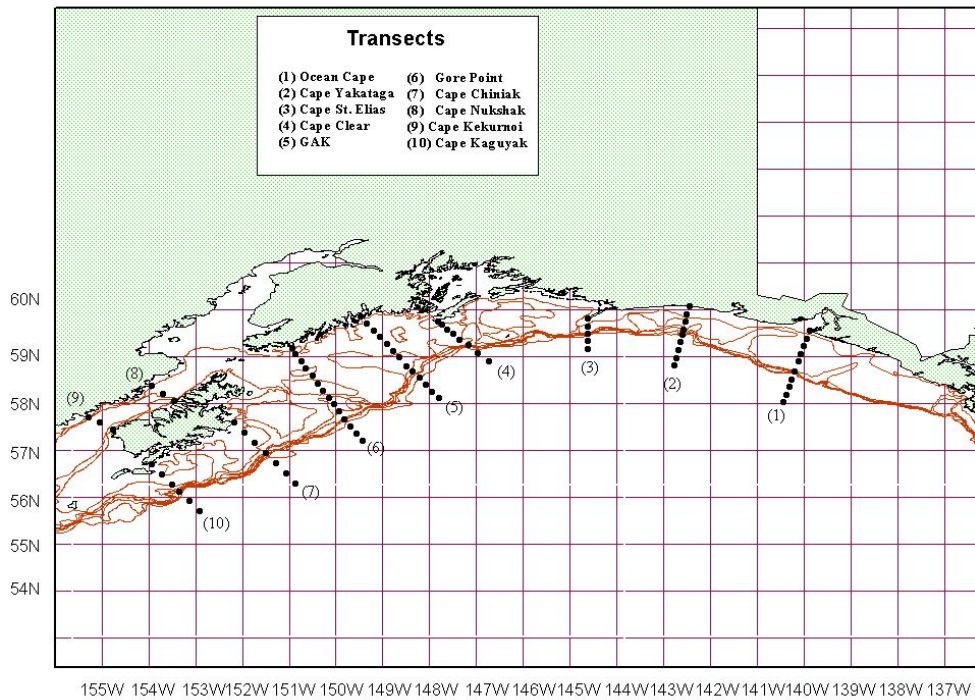 Transects
(1) Ocean Cape (6) Gore Point
(2) Cape Yakataga (7) Cape Chiniak
(3) Cape St. Elias (8) Cape Nukshak
(4) Cape Clear (9) Cape Kekurnoi
(5) GAK (10) Cape Kaguyak
60N
59N
(8)
(4)
(3)
(2)
(9)
58N
(5)
(1)
57N
(6)
(7)
56N
(10)
55N
54N
155W 154W 153W 152W 151W 150W 149W 148W 147W 146W 145W 144W 143W 142W 141W 140W 139W 138W 137W